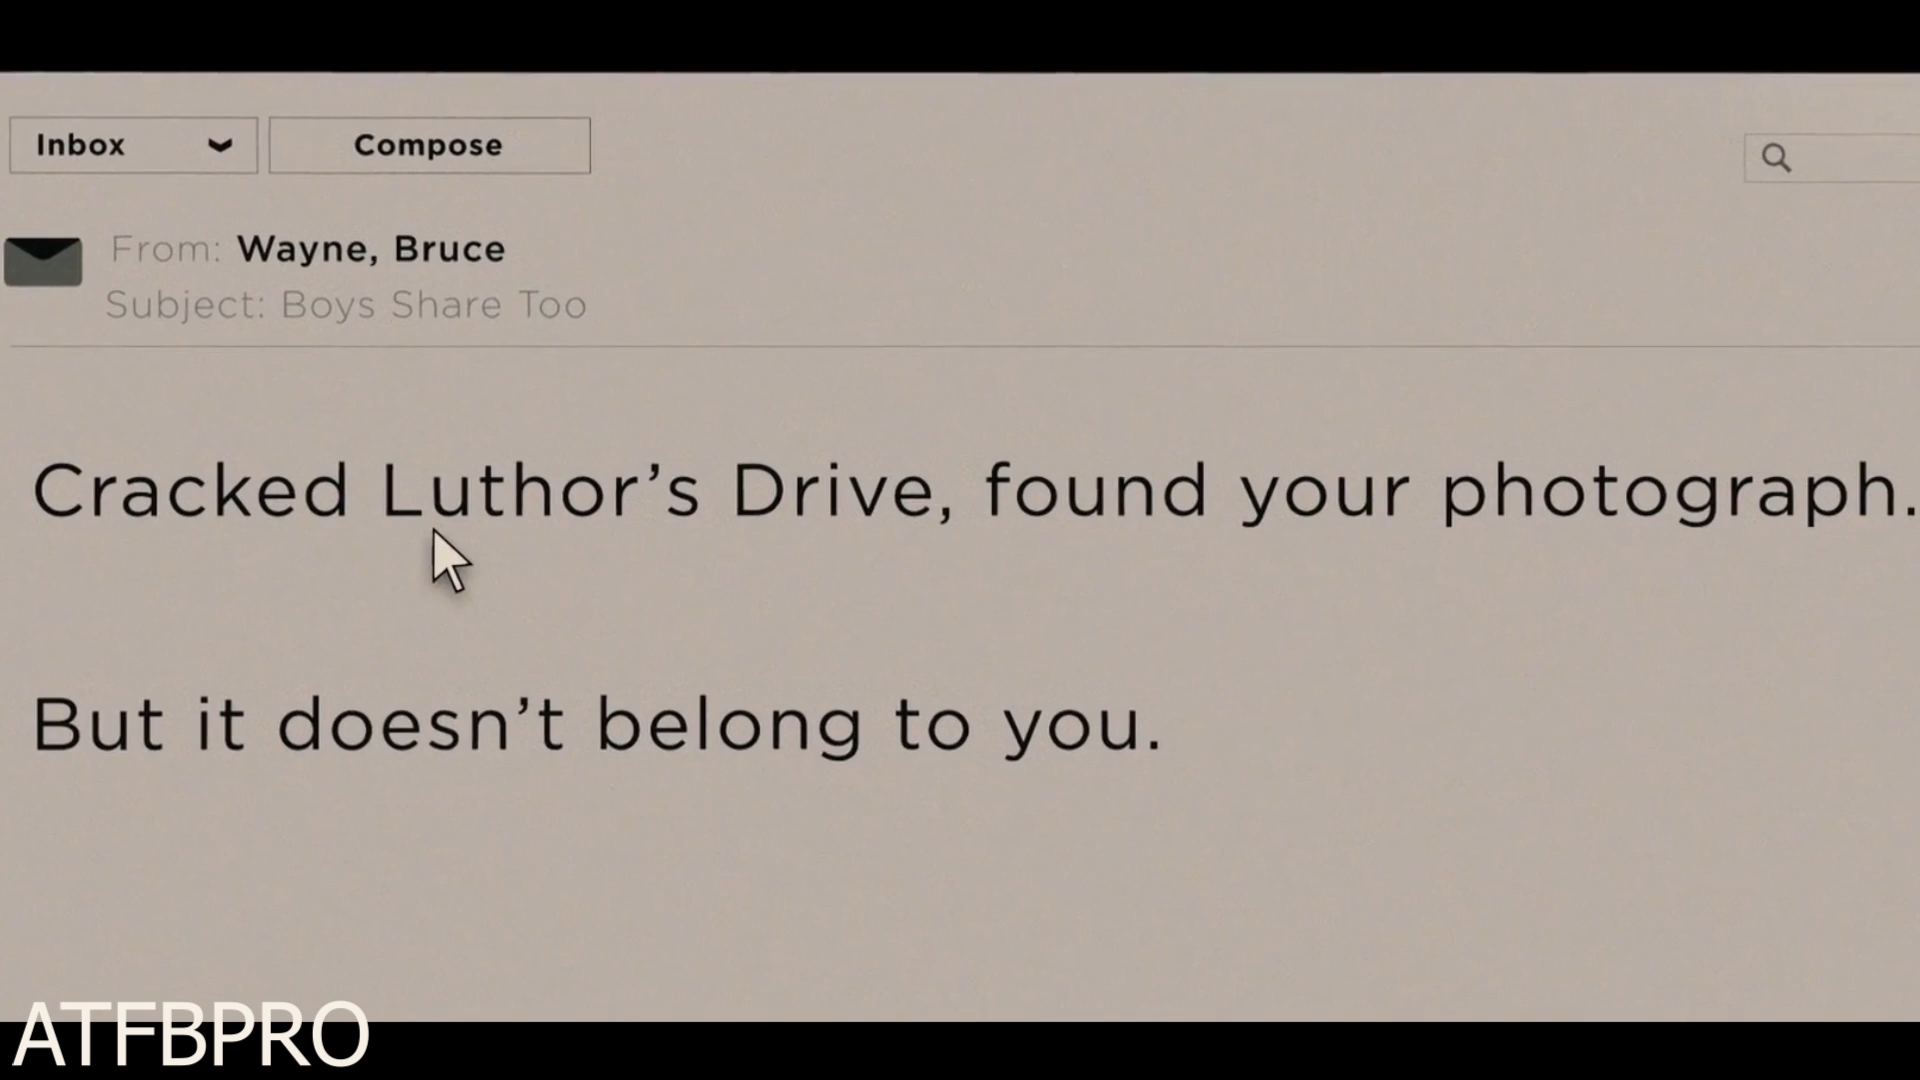 Inbox Compose
From: Wayne, Bruce
Subject: Boys Share Too
Cracked Luthor’s Drive, found your photograph.
But it doesn’t belong to you.
ATFBPRO